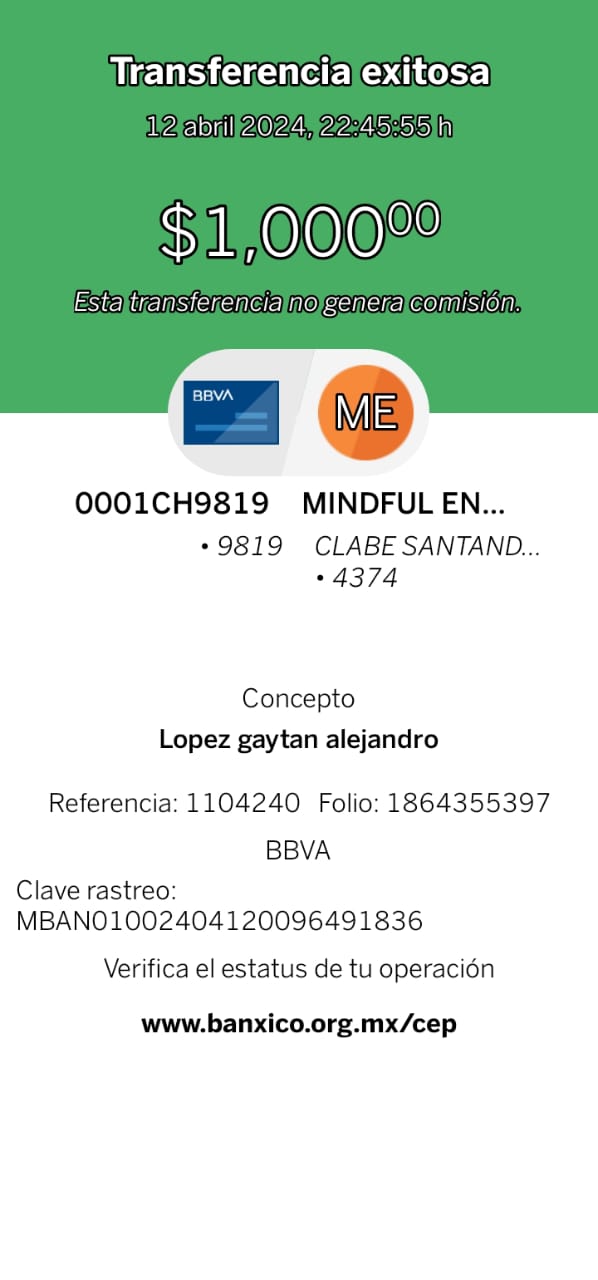 Transferencia exitosa
12 abril 2024, 22:45:55 h
$1,000⁰⁰
Esta transferencia no genera comisión.
BBVA
ME
0001CH9819 MINDFUL EN...
• 9819 CLABE SANTAND...
• 4374
Concepto
Lopez gaytan alejandro
Referencia: 1104240 Folio: 1864355397
BBVA
Clave rastreo:
MBAN01002404120096491836
Verifica el estatus de tu operación
www.banxico.org.mx/cep